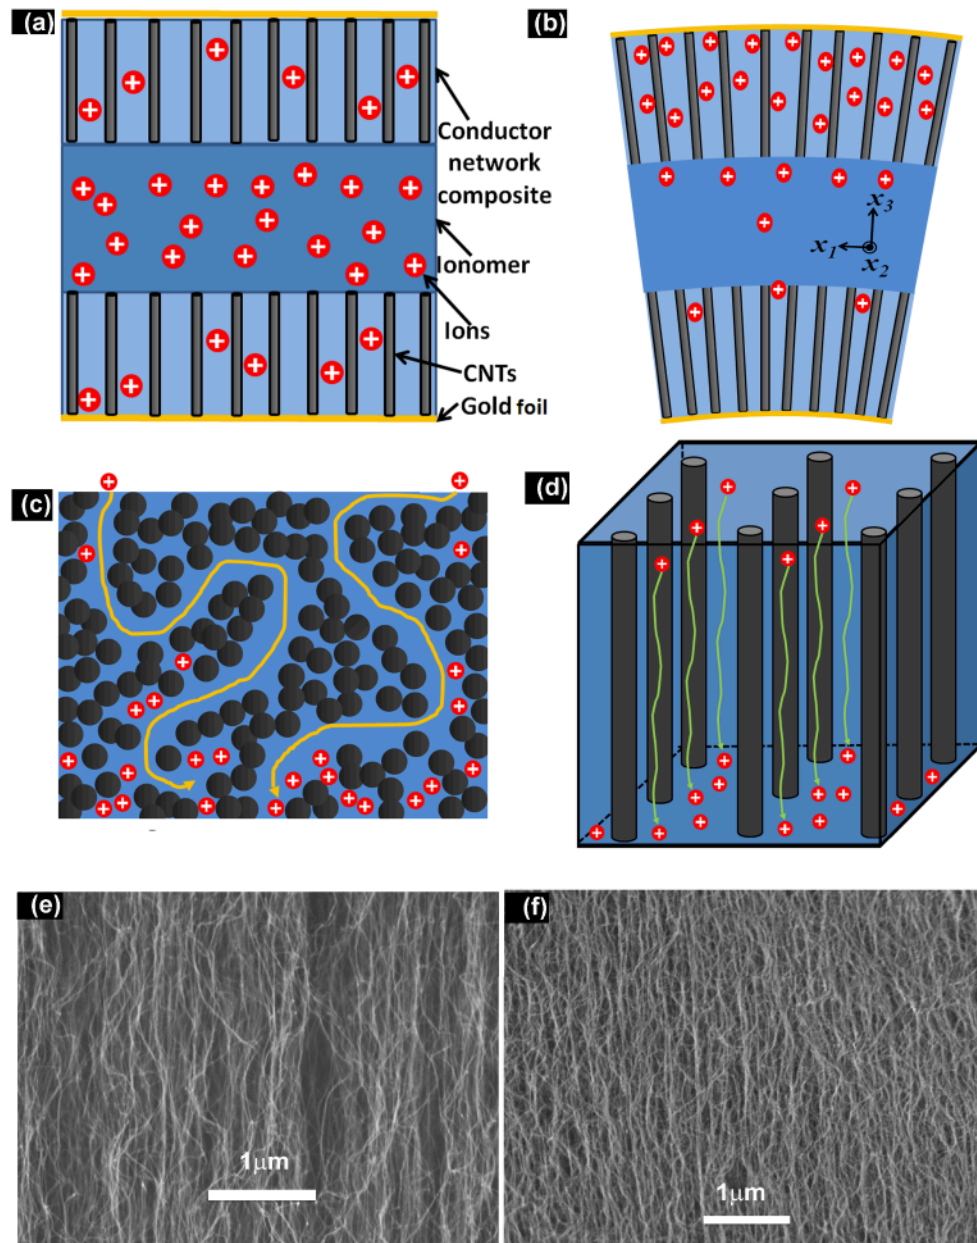 (a)
Conductor
network
composite
Ionomer
Ions
CNTs
Gold foil
(b)
x3
x1
x2
(c)
(d)
(e)
1μm
(f)
1μm